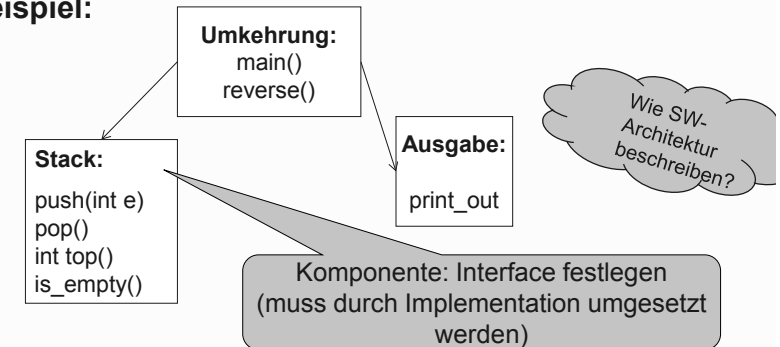 eispiel:
Umkehrung:
main()
reverse()
Wie SW-
Architektur
beschreiben?
Stack:
push(int e)
pop()
int top()
is_empty()
Ausgabe:
print_out
Komponente: Interface festlegen
(muss durch Implementation umgesetzt
werden)